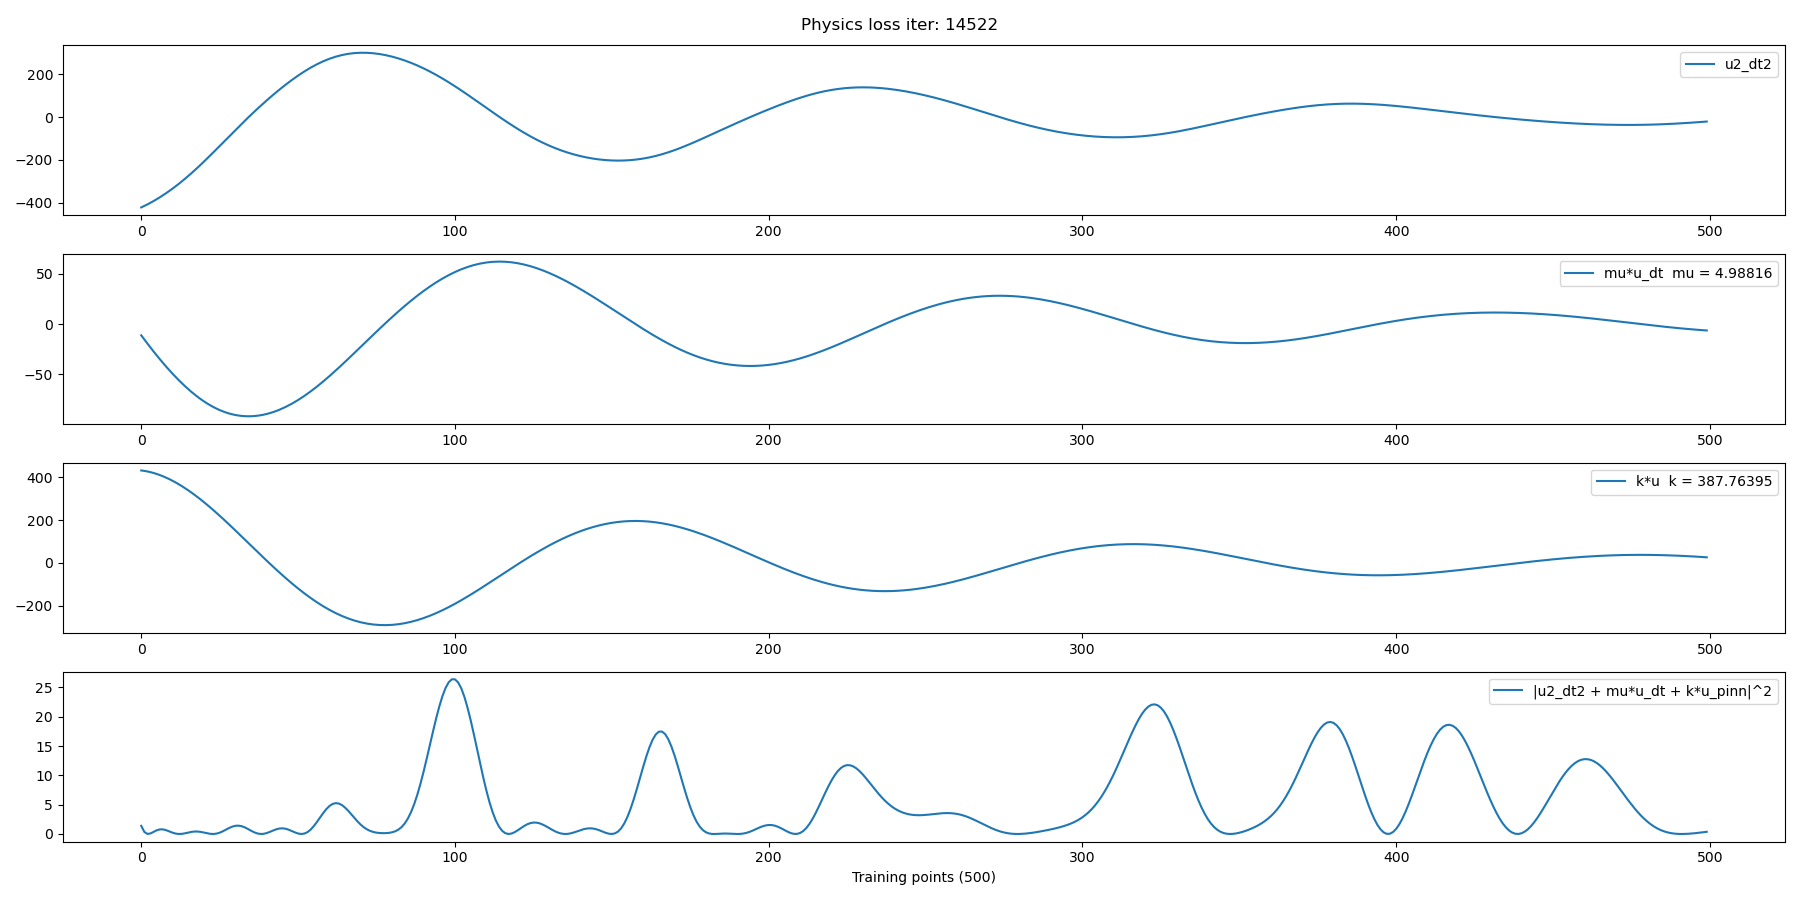 Physics loss iter: 14522
200
0
−200
−400
u2_dt2
0 100 200 300 400 500
50
0
−50
mu*u_dt mu = 4.98816
0 100 200 300 400 500
400
200
0
−200
k*u k = 387.76395
0 100 200 300 400 500
25
20
15
10
5
0
|u2_dt2 + mu*u_dt + k*u_pinn|^2
0 100 200 300 400 500
Training points (500)